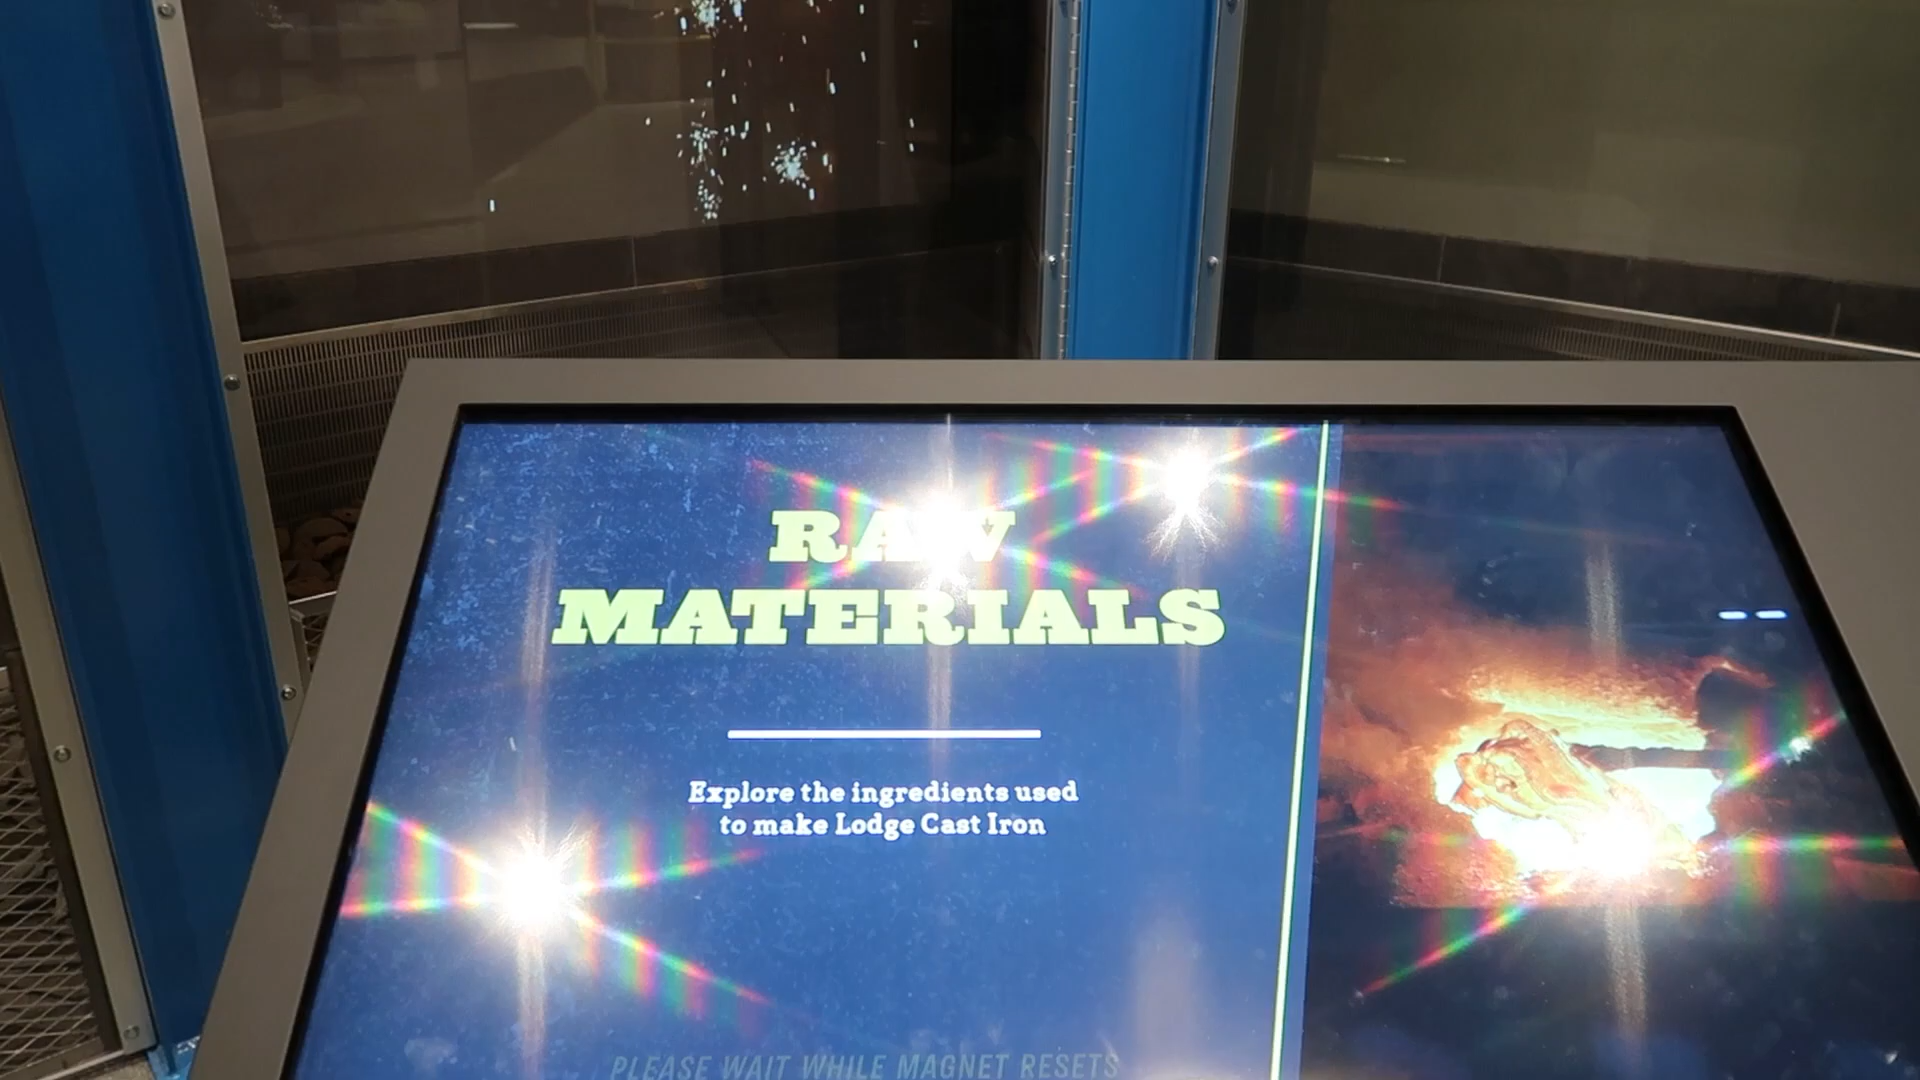 RAW
MATERIALS
Explore the ingredients used
to make Lodge Cast Iron
PLEASE WAIT WHILE MAGNET RESETS